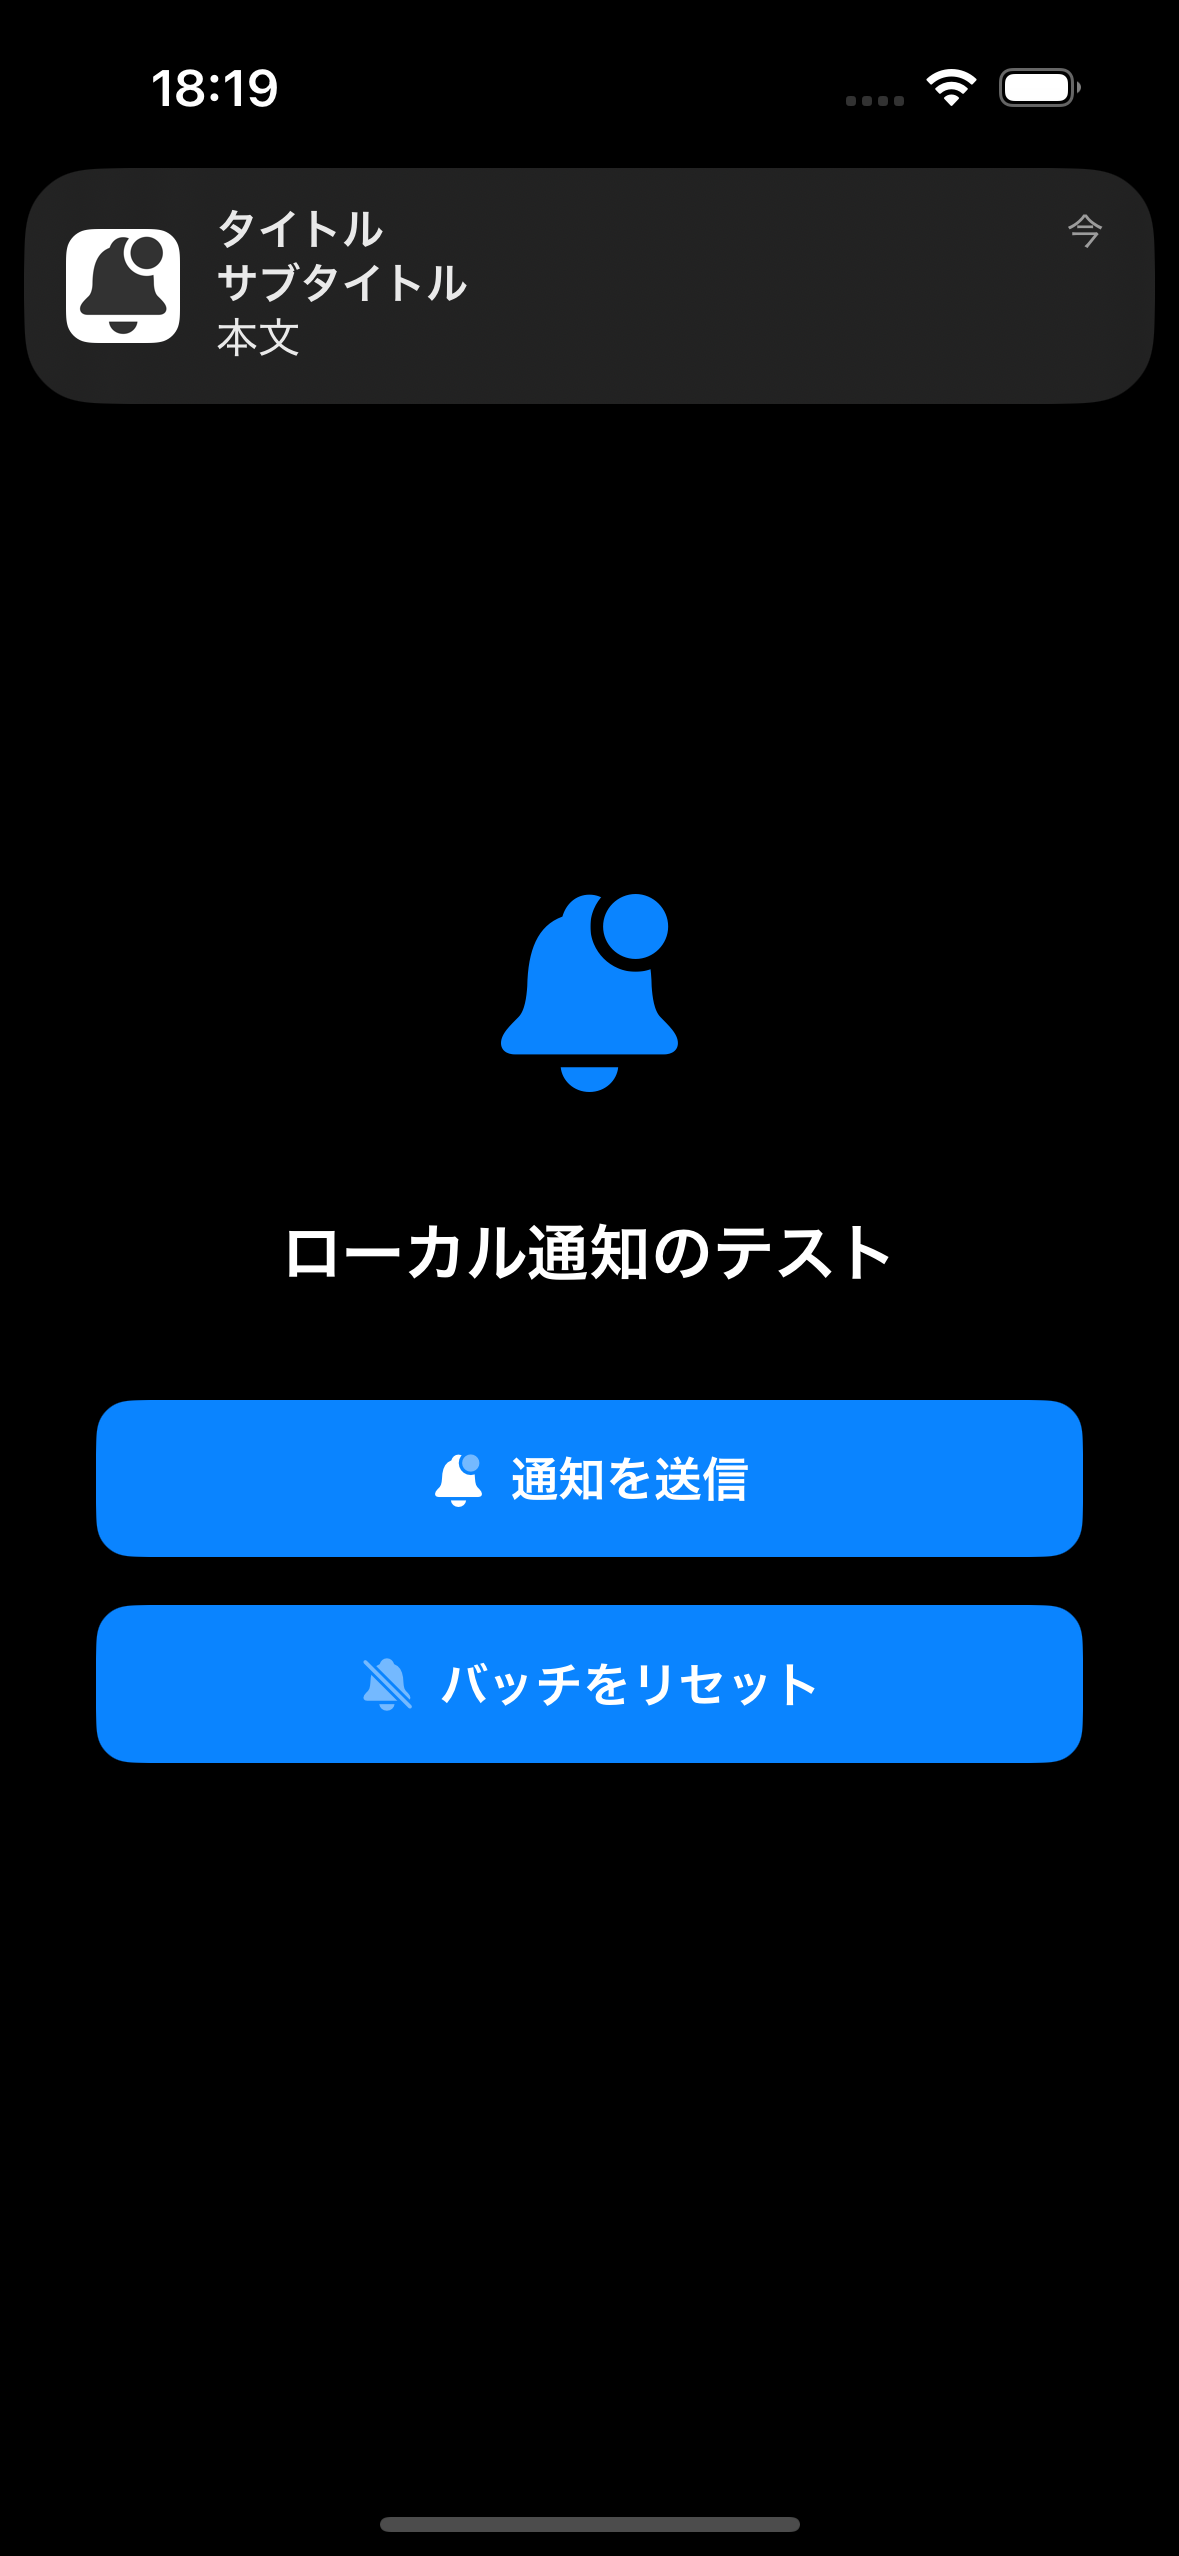 18:19
タイトル
今
サブタイトル
本文
ローカル通知のテスト
通知を送信
バッチをリセット